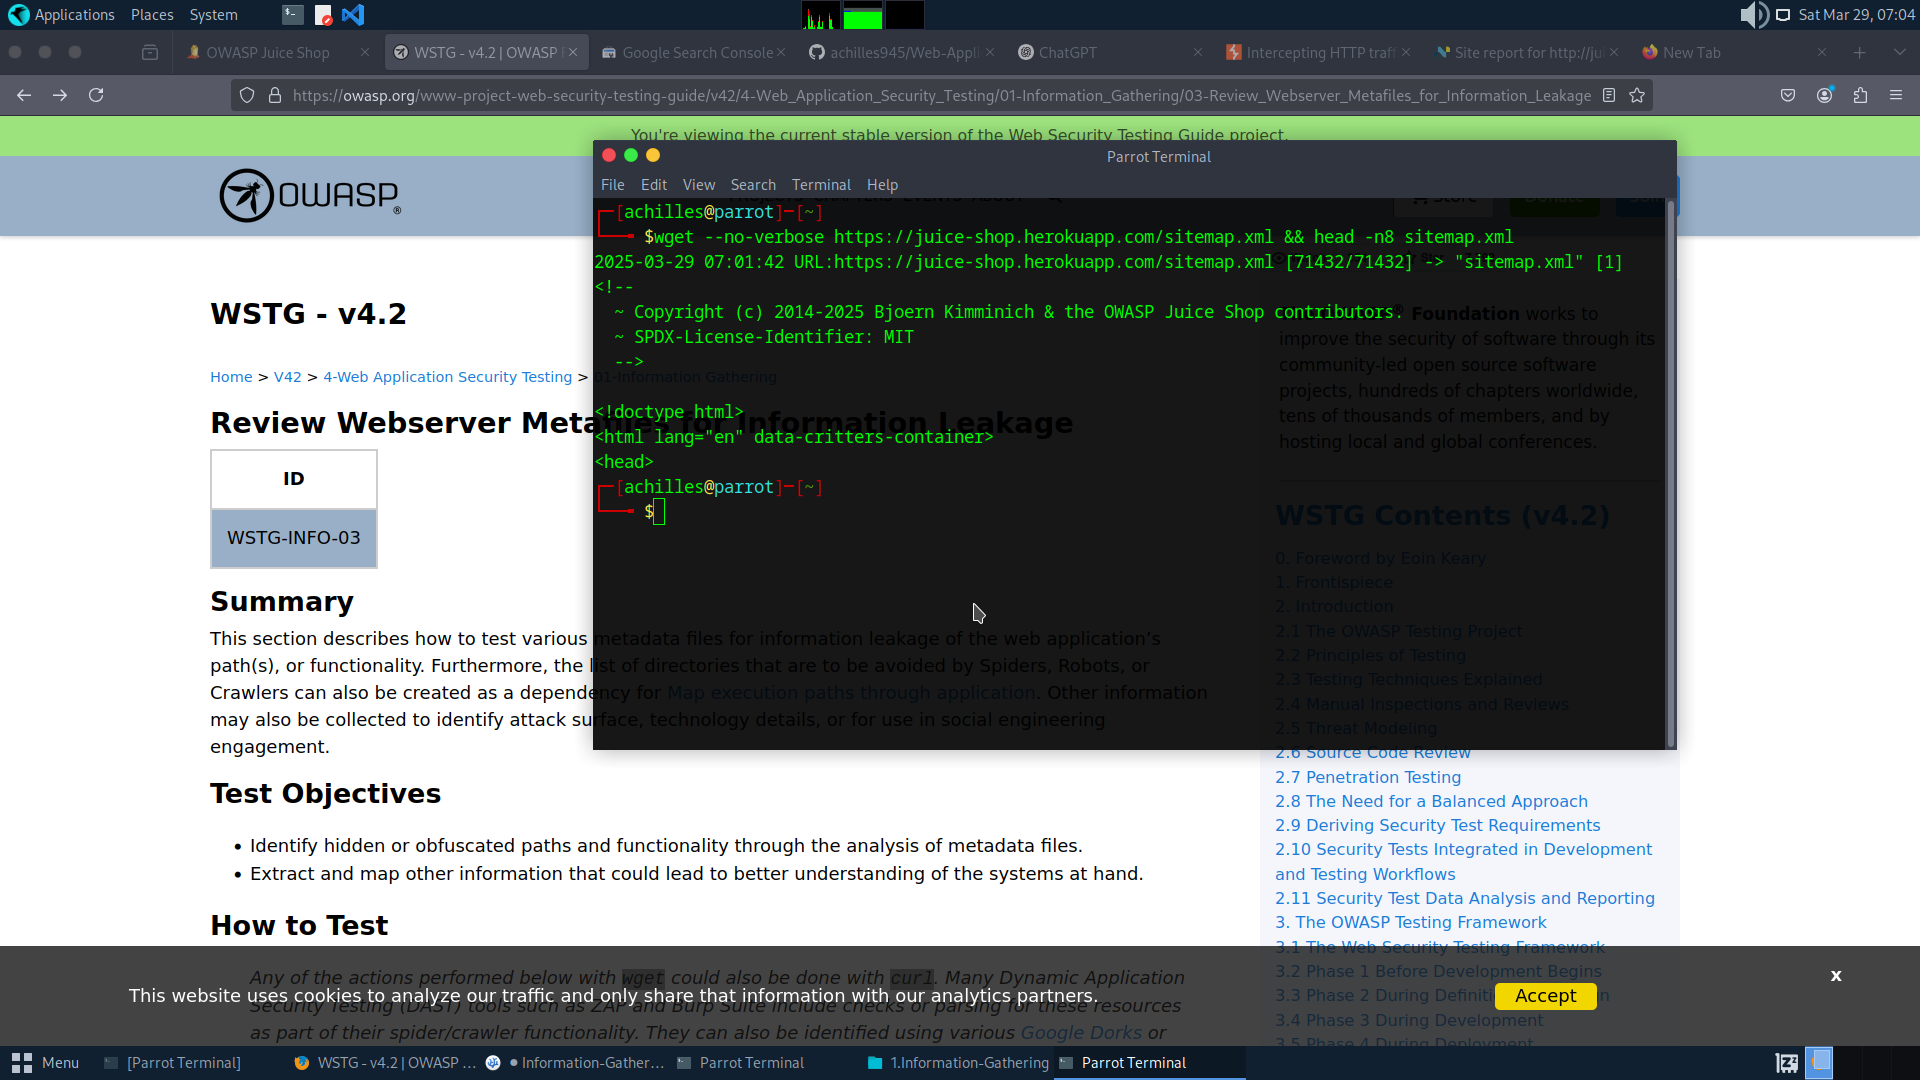 Applications Places System
Sat Mar 29, 07:04
OWASP Juice Shop
WSTG - v4.2 | OWASP
Google Search Console
achilles945/Web-Appl
ChatGPT
Intercepting HTTP traf
Site report for http://jui
New Tab
https://owasp.org/www-project-web-security-testing-guide/v42/4-Web_Application_Security_Testing/01-Information_Gathering/03-Review_Webserver_Metafiles_for_Information_Leakage
You're viewing the current stable version of the Web Security Testing Guide project.
OWASP®
Store
Donate
Join
Parrot Terminal
File Edit View Search Terminal Help
[achilles@parrot]─[~]
$wget --no-verbose https://juice-shop.herokuapp.com/sitemap.xml && head -n8 sitemap.xml
2025-03-29 07:01:42 URL:https://juice-shop.herokuapp.com/sitemap.xml [71432/71432] -> "sitemap.xml" [1]
<!--
~ Copyright (c) 2014-2025 Bjoern Kimminich & the OWASP Juice Shop contributors.
~ SPDX-License-Identifier: MIT
-->
<!doctype html>
<html lang="en" data-critters-container>
<head>
[achilles@parrot]─[~]
$
WSTG - v4.2
Home > V42 > 4-Web Application Security Testing > 01-Information Gathering
Review Webserver Metafiles for Information Leakage
ID
WSTG-INFO-03
Summary
This section describes how to test various metadata files for information leakage of the web application’s
path(s), or functionality. Furthermore, the list of directories that are to be avoided by Spiders, Robots, or
Crawlers can also be created as a dependency for Map execution paths through application. Other information
may also be collected to identify attack surface, technology details, or for use in social engineering
engagement.
Test Objectives
• Identify hidden or obfuscated paths and functionality through the analysis of metadata files.
• Extract and map other information that could lead to better understanding of the systems at hand.
How to Test
Any of the actions performed below with wget could also be done with curl. Many Dynamic Application
Security Testing (DAST) tools such as ZAP and Burp Suite include checks or parsing for these resources
as part of their spider/crawler functionality. They can also be identified using various Google Dorks or
Foundation works to
improve the security of software through its
community-led open source software
projects, hundreds of chapters worldwide,
tens of thousands of members, and by
hosting local and global conferences.
WSTG Contents (v4.2)
0. Foreword by Eoin Keary
1. Frontispiece
2. Introduction
2.1 The OWASP Testing Project
2.2 Principles of Testing
2.3 Testing Techniques Explained
2.4 Manual Inspections and Reviews
2.5 Threat Modeling
2.6 Source Code Review
2.7 Penetration Testing
2.8 The Need for a Balanced Approach
2.9 Deriving Security Test Requirements
2.10 Security Tests Integrated in Development
and Testing Workflows
2.11 Security Test Data Analysis and Reporting
3. The OWASP Testing Framework
3.1 The Web Security Testing Framework
3.2 Phase 1 Before Development Begins
3.3 Phase 2 During
3.4 Phase 3 During Development
3.5 Phase 4 During Deployment
This website uses cookies to analyze our traffic and only share that information with our analytics partners.
Accept
x
Menu
[Parrot Terminal]
WSTG - v4.2 | OWASP ...
Information-Gather...
Parrot Terminal
1.Information-Gathering
Parrot Terminal